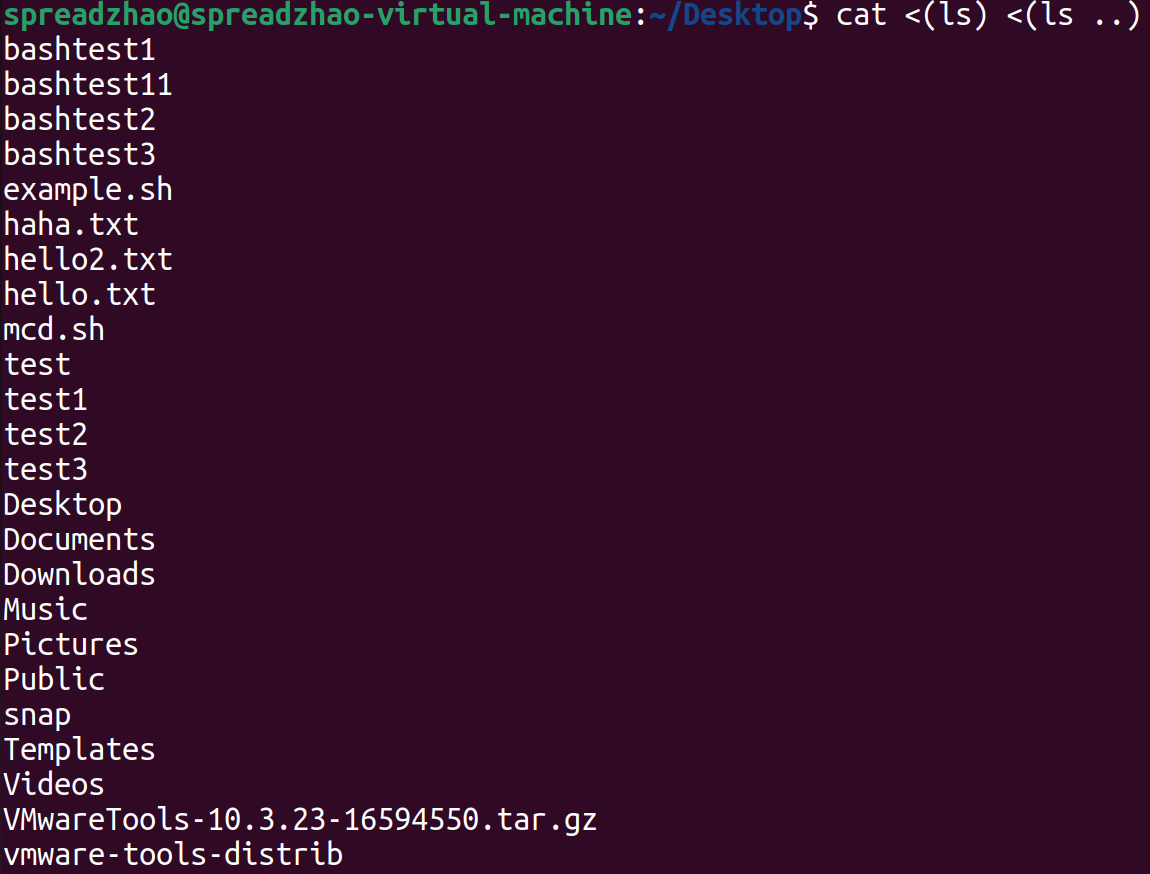 spreadzhao@spreadzhao-virtual-machine:~/Desktop$ cat <(ls) <(ls ..)
bashtest1
bashtest11
bashtest2
bashtest3
example.sh
haha.txt
hello2.txt
hello.txt
mcd.sh
test
test1
test2
test3
Desktop
Documents
Downloads
Music
Pictures
Public
snap
Templates
Videos
VMwareTools-10.3.23-16594550.tar.gz
vmware-tools-distrib